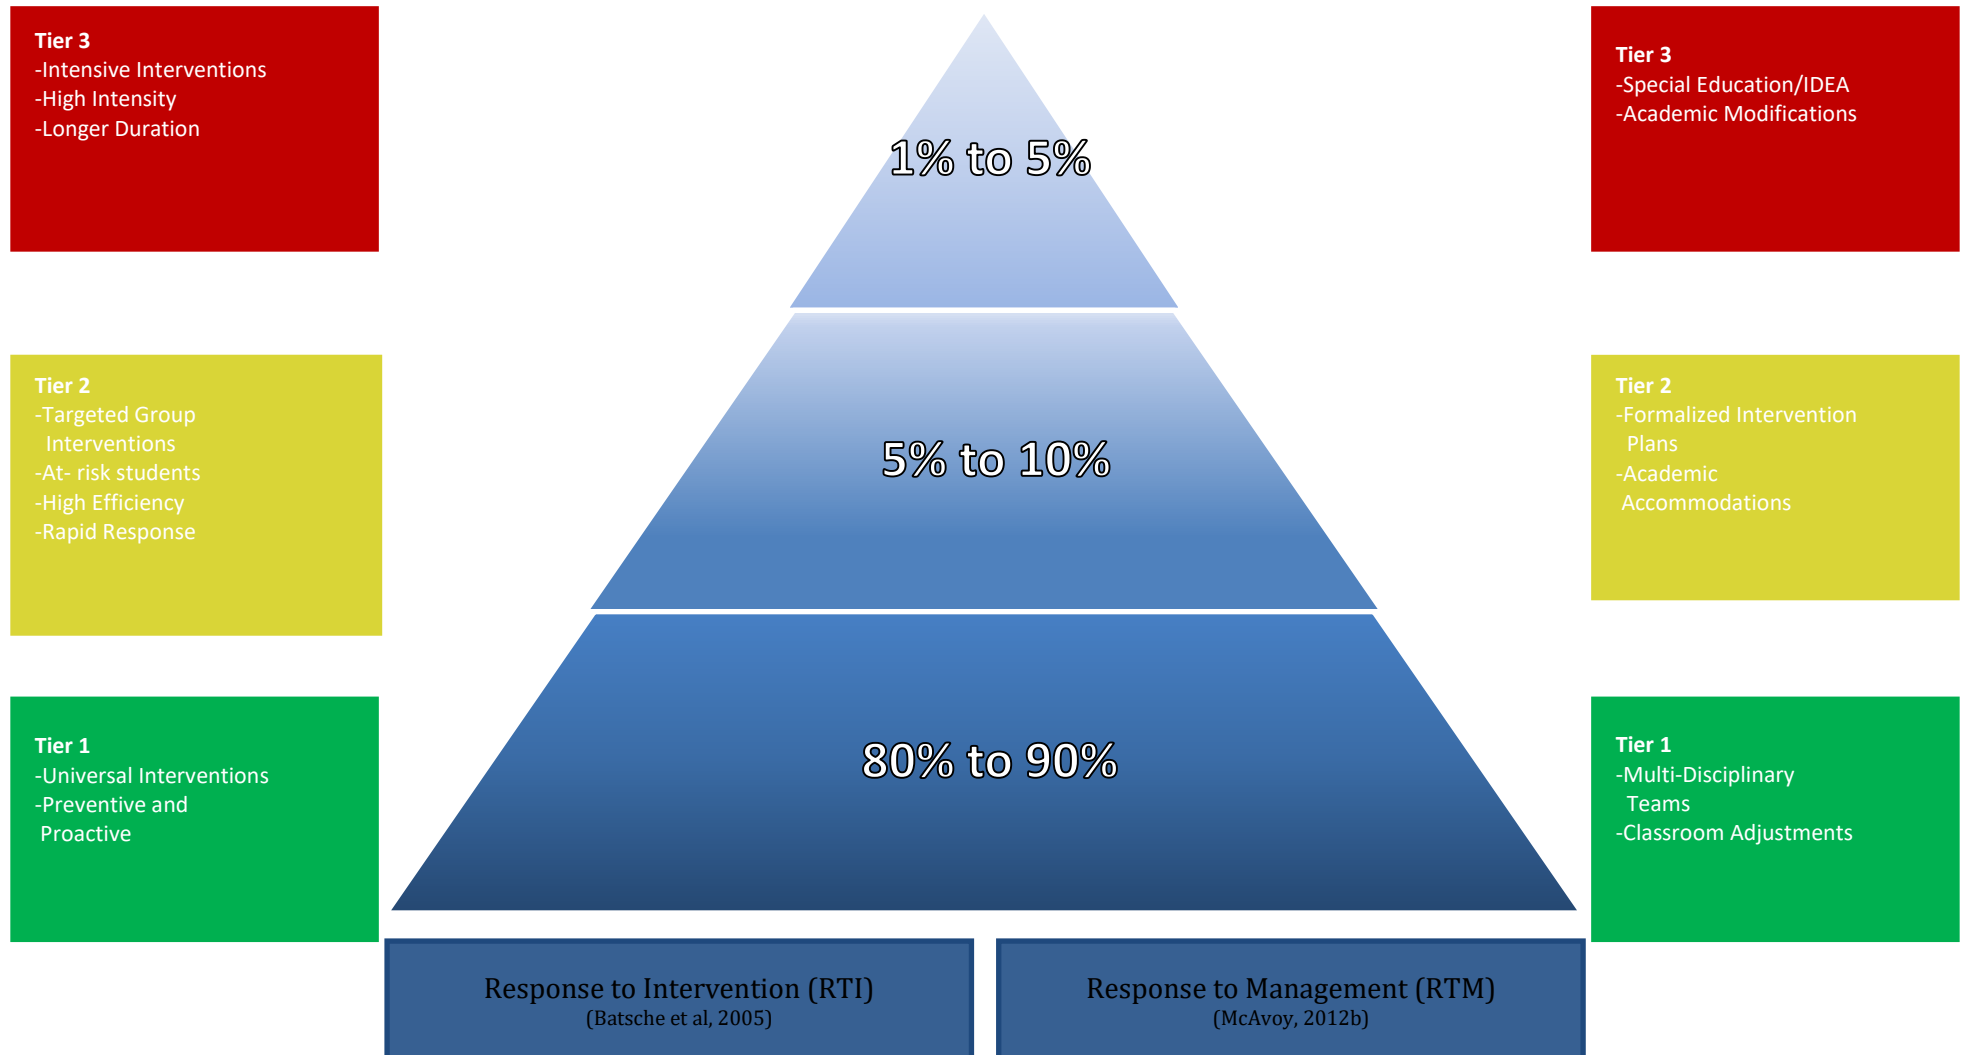 Tier 3
-Intensive Interventions
-High Intensity
-Longer Duration
Tier 3
-Special Education/IDEA
-Academic Modifications
1% to 5%
Tier 2
-Targeted Group
Interventions
-At- risk students
-High Efficiency
-Rapid Response
Tier 2
-Formalized Intervention
Plans
-Academic
Accommodations
5% to 10%
Tier 1
-Universal Interventions
-Preventive and
Proactive
Tier 1
-Multi-Disciplinary
Teams
-Classroom Adjustments
80% to 90%
Response to Intervention (RTI)
(Batsche et al, 2005)
Response to Management (RTM)
(McAvoy, 2012b)